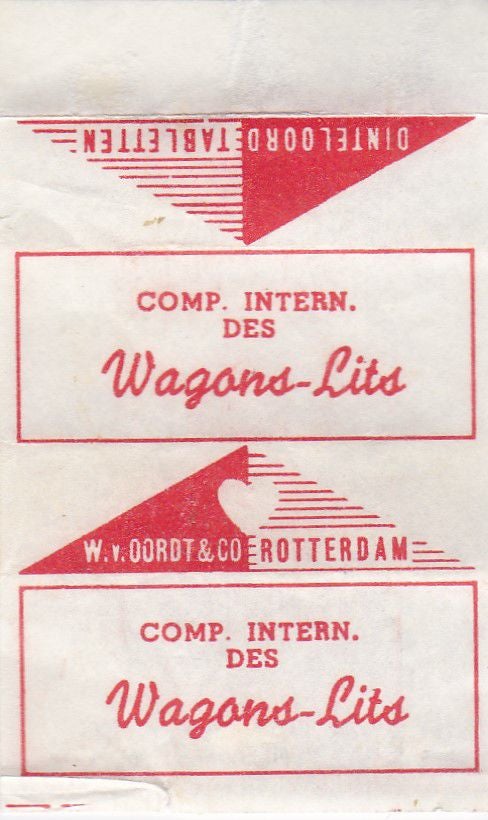 DINTELOORD TABLETTEN
COMP. INTERN.
DES
Wagons-Lits
W.v.OORDT&CO ROTTERDAM
COMP. INTERN.
DES
Wagons-Lits